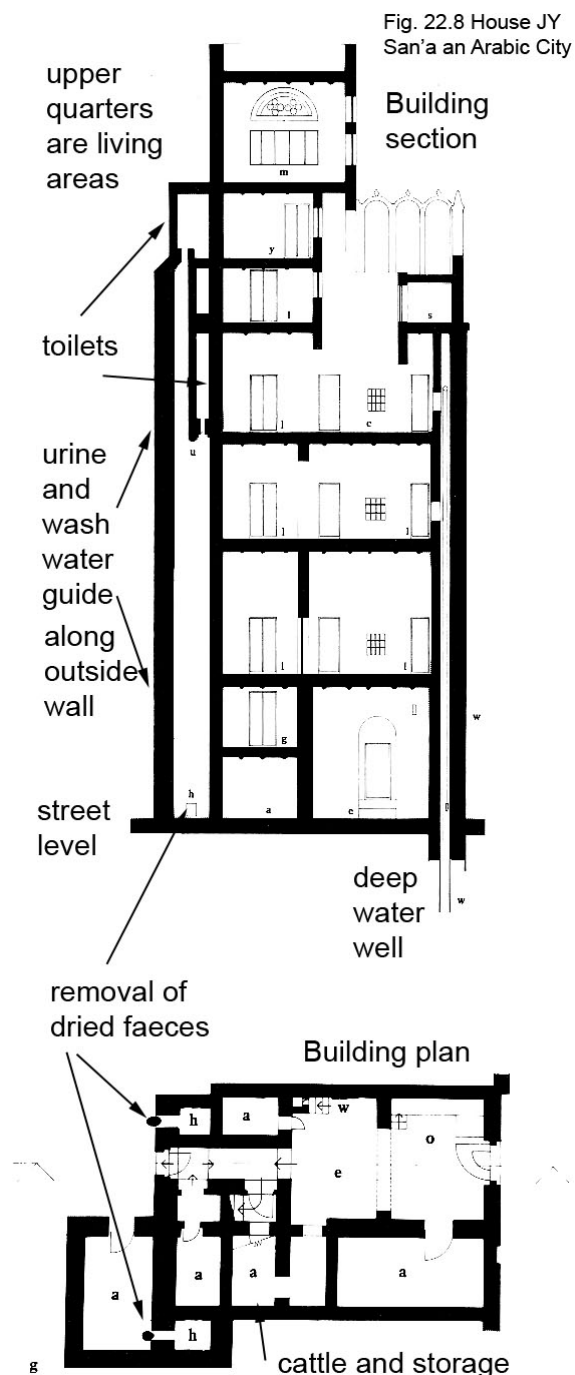 Fig. 22.8 House JY
San'a an Arabic City
upper
quarters
are living
areas
Building
section
m
y
l
s
toilets
l
c
u
urine
and
wash
water
guide
along
outside
wall
l
l
l
l
g
w
h
a
e
street
level
deep
water
well
w
removal of
dried faeces
Building plan
h
a
w
o
e
a
a
a
a
h
g
cattle and storage